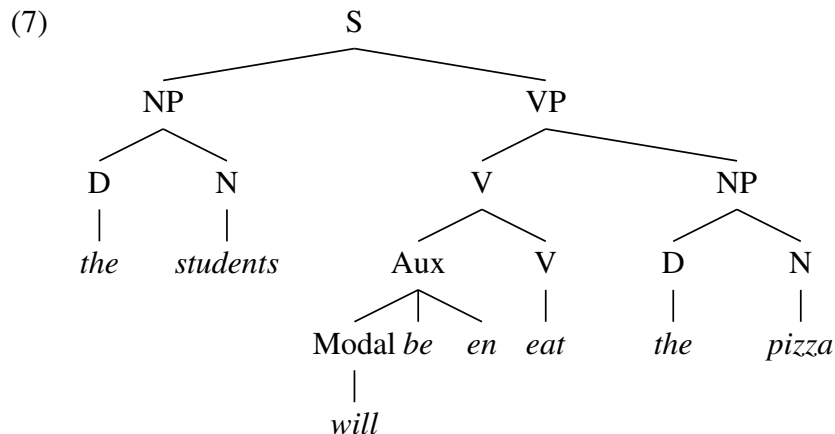 (7) S
NP VP
D N V NP
the students Aux V D N
Modal be en eat the pizza
will